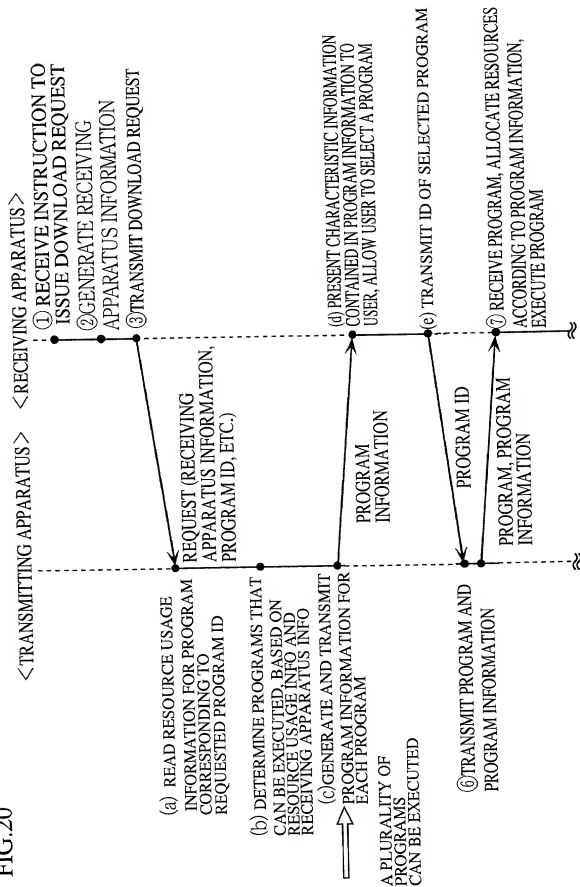 FIG.20
<TRANSMITTING APPARATUS>
<RECEIVING APPARATUS>
① RECEIVE INSTRUCTION TO
ISSUE DOWNLOAD REQUEST
②GENERATE RECEIVING
APPARATUS INFORMATION
③TRANSMIT DOWNLOAD REQUEST
REQUEST (RECEIVING
APPARATUS INFORMATION,
PROGRAM ID, ETC.)
(a) READ RESOURCE USAGE
INFORMATION FOR PROGRAM
CORRESPONDING TO
REQUESTED PROGRAM ID
(b) DETERMINE PROGRAMS THAT
CAN BE EXECUTED, BASED ON
RESOURCE USAGE INFO AND
RECEIVING APPARATUS INFO
(c)GENERATE AND TRANSMIT
PROGRAM INFORMATION FOR
EACH PROGRAM
A PLURALITY OF
PROGRAMS
CAN BE EXECUTED
PROGRAM
INFORMATION
(d) PRESENT CHARACTERISTIC INFORMATION
CONTAINED IN PROGRAM INFORMATION TO
USER, ALLOW USER TO SELECT A PROGRAM
(e) TRANSMIT ID OF SELECTED PROGRAM
PROGRAM ID
⑥TRANSMIT PROGRAM AND
PROGRAM INFORMATION
PROGRAM, PROGRAM
INFORMATION
⑦ RECEIVE PROGRAM, ALLOCATE RESOURCES
ACCORDING TO PROGRAM INFORMATION,
EXECUTE PROGRAM